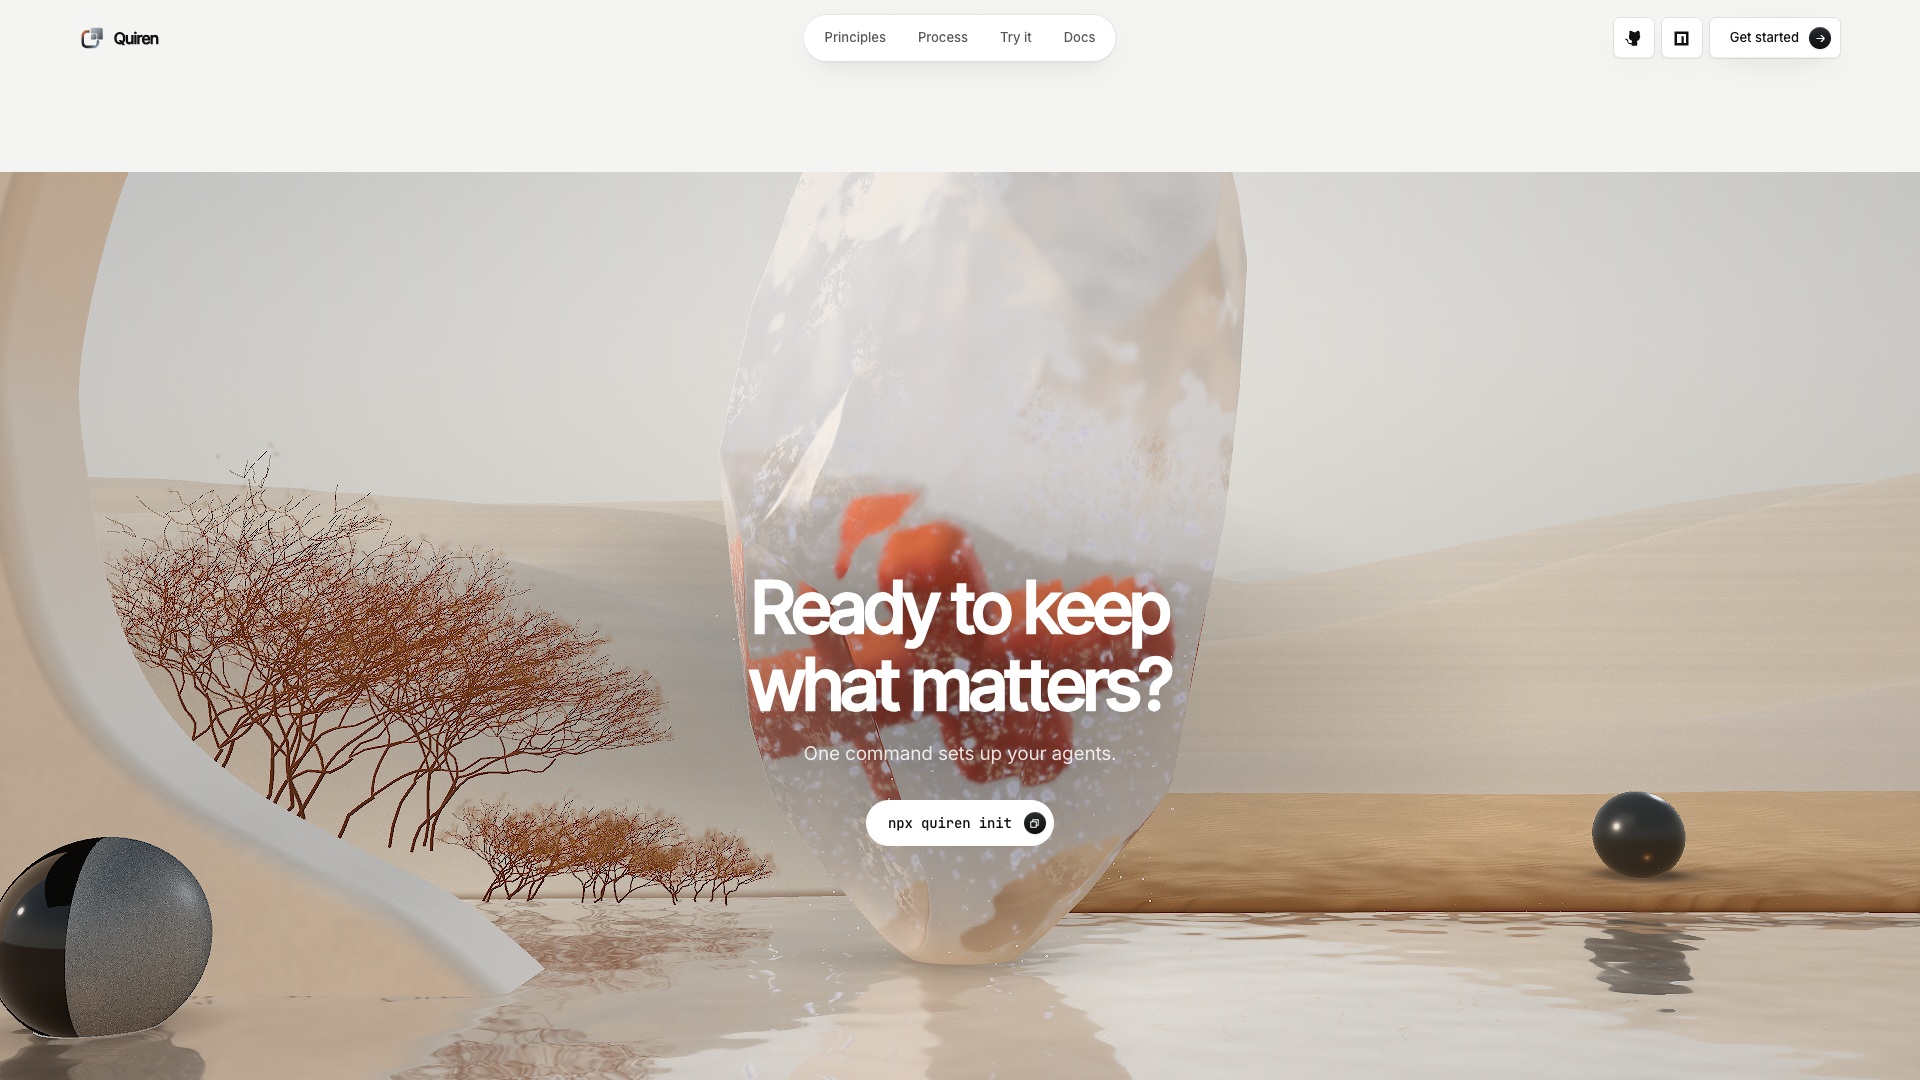 Quiren
Principles
Process
Try it
Docs
Get started
Ready to keep
what matters?
One command sets up your agents.
npx quiren init